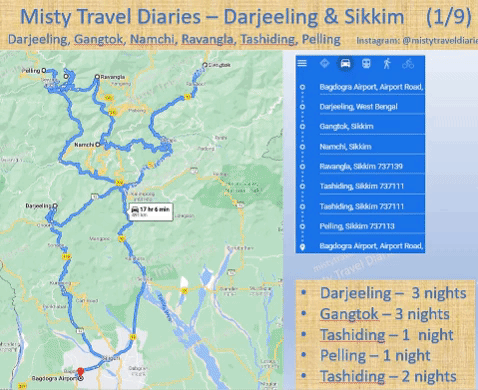 Misty Travel Diaries – Darjeeling & Sikkim (1/9)
Darjeeling, Gangtok, Namchi, Ravangla, Tashiding, Pelling
Instagram: @mistytraveldiarie
Pelling
Ravangla
Gangtok
Namchi
Darjeeling
17 hr 6 min
Siliguri
Bagdogra Airport
Bagdogra Airport, Airport Road,
Darjeeling, West Bengal
Gangtok, Sikkim
Namchi, Sikkim
Ravangla, Sikkim 737139
Tashiding, Sikkim 737111
Tashiding, Sikkim 737111
Pelling, Sikkim 737113
Bagdogra Airport, Airport Road,
• Darjeeling – 3 nights
• Gangtok – 3 nights
• Tashiding – 1 night
• Pelling – 1 night
• Tashiding – 2 nights